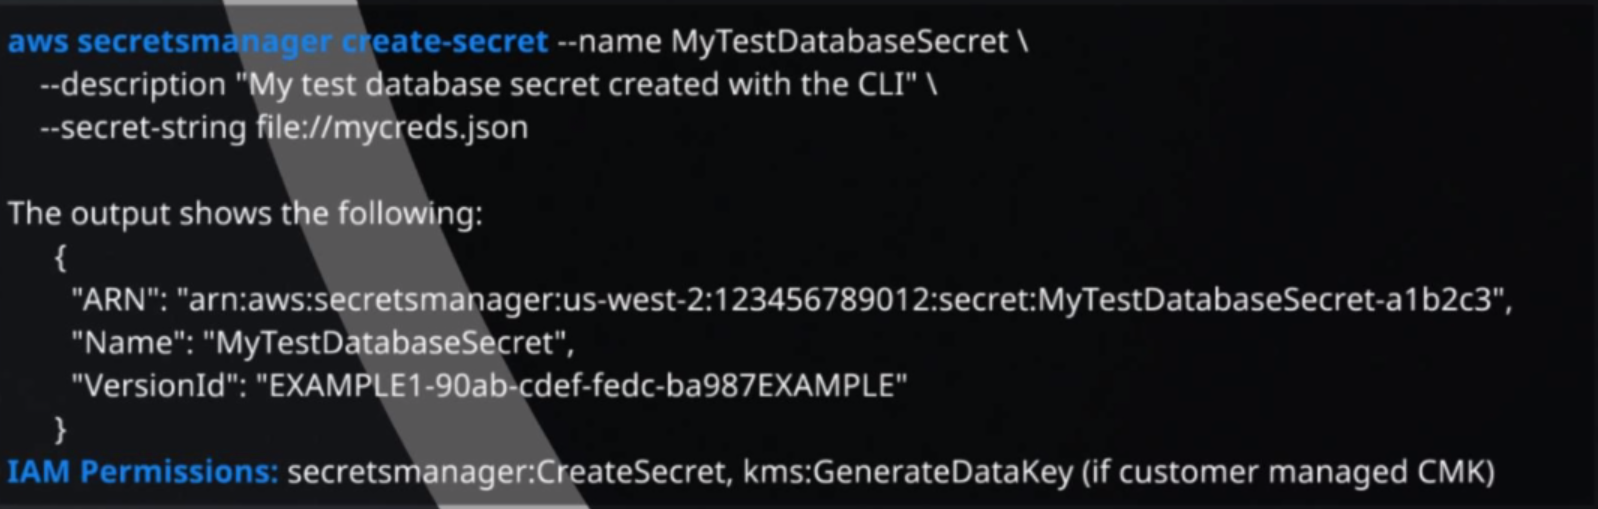 aws secretsmanager create-secret --name MyTestDatabaseSecret \
--description "My test database secret created with the CLI" \
--secret-string file://mycreds.json
The output shows the following:
{
"ARN": "arn:aws:secretsmanager:us-west-2:123456789012:secret:MyTestDatabaseSecret-a1b2c3",
"Name": "MyTestDatabaseSecret",
"VersionId": "EXAMPLE1-90ab-cdef-fedc-ba987EXAMPLE"
}
IAM Permissions: secretsmanager:CreateSecret, kms:GenerateDataKey (if customer managed CMK)